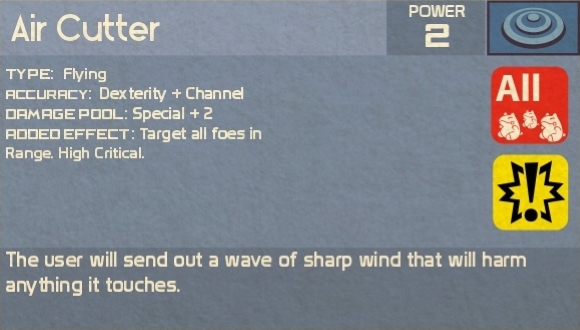 Air Cutter
POWER
2
TYPE: Flying
ACCURACY: Dexterity + Channel
DAMAGE POOL: Special + 2
ADDED EFFECT: Target all foes in
Range. High Critical.
All
!
The user will send out a wave of sharp wind that will harm
anything it touches.